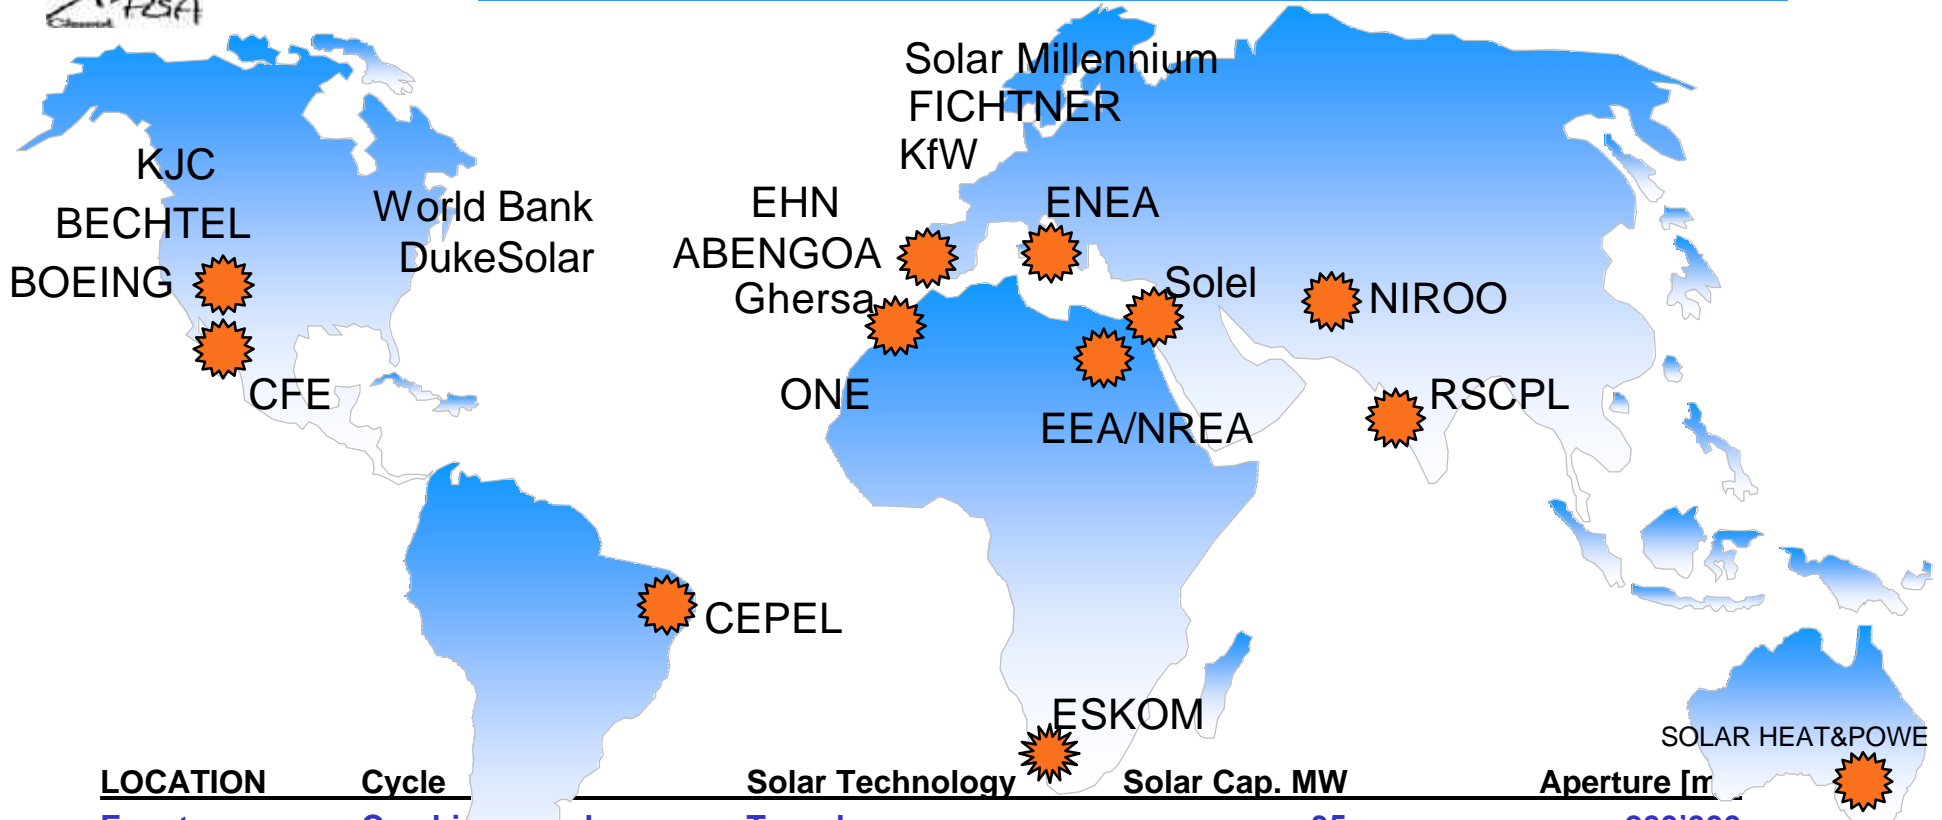 Solar Millennium
FICHTNER
KfW
KJC
World Bank
EHN
ENEA
BECHTEL
DukeSolar
ABENGOA
BOEING
Solel
Ghersa
NIROO
CFE
ONE
RSCPL
EEA/NREA
CEPEL
ESKOM
SOLAR HEAT&POWE
LOCATION Cycle Solar Technology Solar Cap. MW Aperture [m